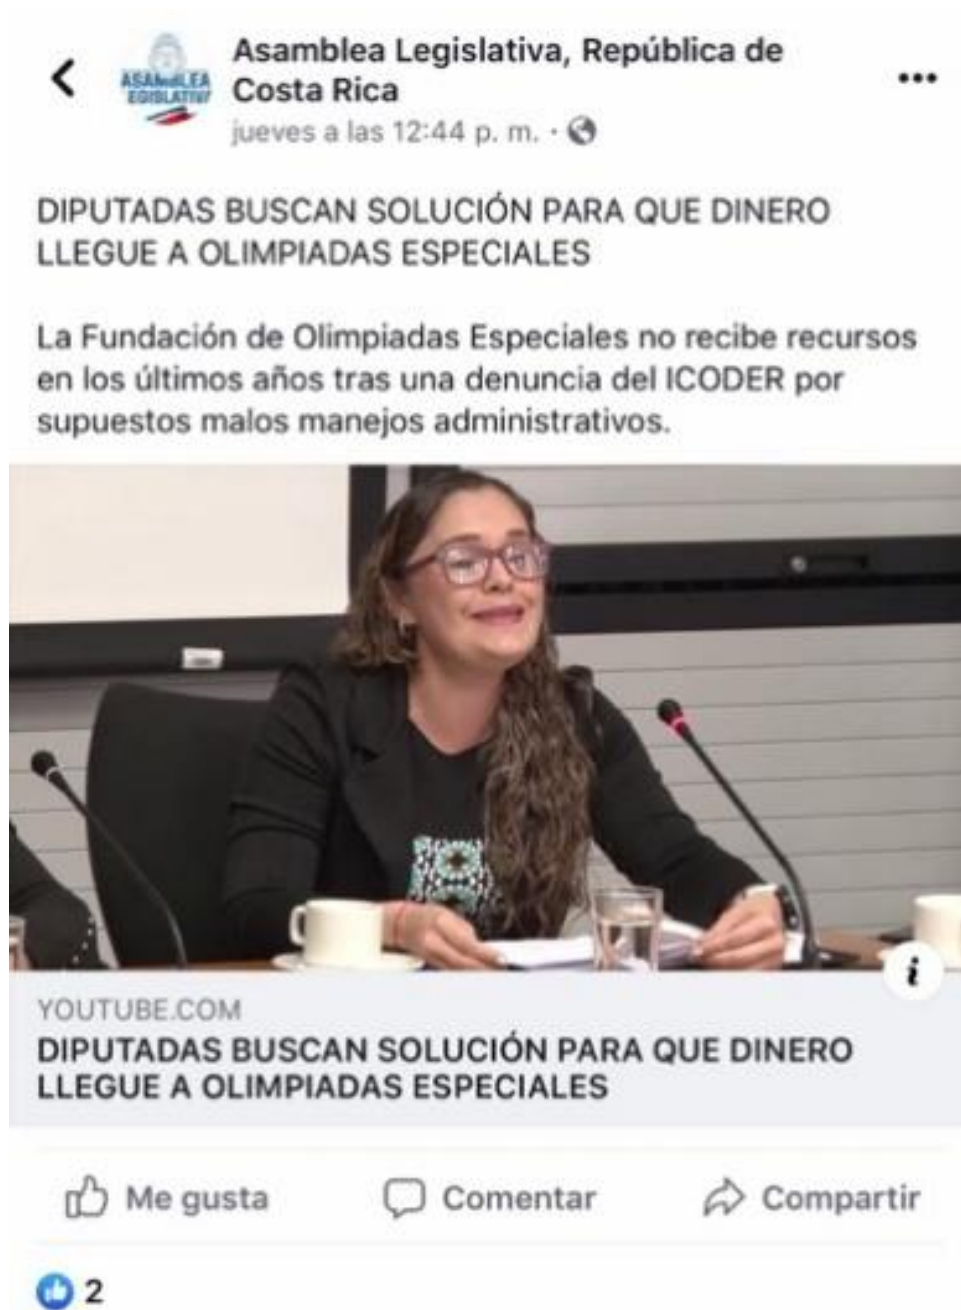 Asamblea Legislativa, República de
Costa Rica
ASAMBLEA
LEGISLATIVA
jueves a las 12:44 p. m. ·
DIPUTADAS BUSCAN SOLUCIÓN PARA QUE DINERO
LLEGUE A OLIMPIADAS ESPECIALES
La Fundación de Olimpiadas Especiales no recibe recursos
en los últimos años tras una denuncia del ICODER por
supuestos malos manejos administrativos.
i
YOUTUBE.COM
DIPUTADAS BUSCAN SOLUCIÓN PARA QUE DINERO
LLEGUE A OLIMPIADAS ESPECIALES
Me gusta
Comentar
Compartir
2